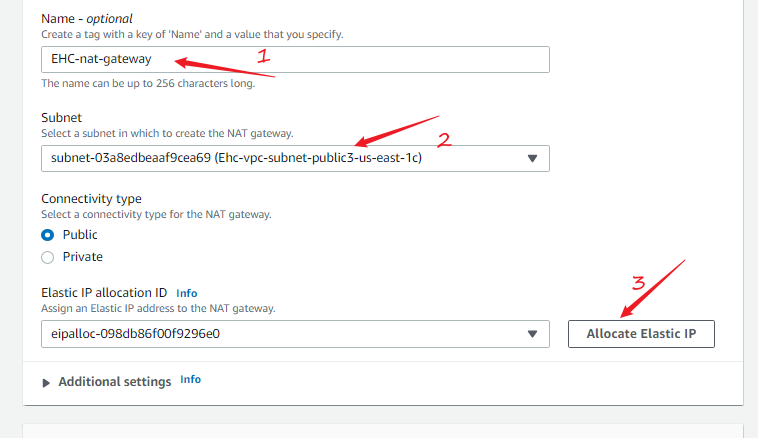 Name - optional
Create a tag with a key of 'Name' and a value that you specify.
EHC-nat-gateway
1
The name can be up to 256 characters long.
Subnet
Select a subnet in which to create the NAT gateway.
2
subnet-03a8edbeaaf9cea69 (Ehc-vpc-subnet-public3-us-east-1c)
Connectivity type
Select a connectivity type for the NAT gateway.
Public
Private
3
Elastic IP allocation ID Info
Assign an Elastic IP address to the NAT gateway.
eipalloc-098db86f00f9296e0
Allocate Elastic IP
Additional settings Info